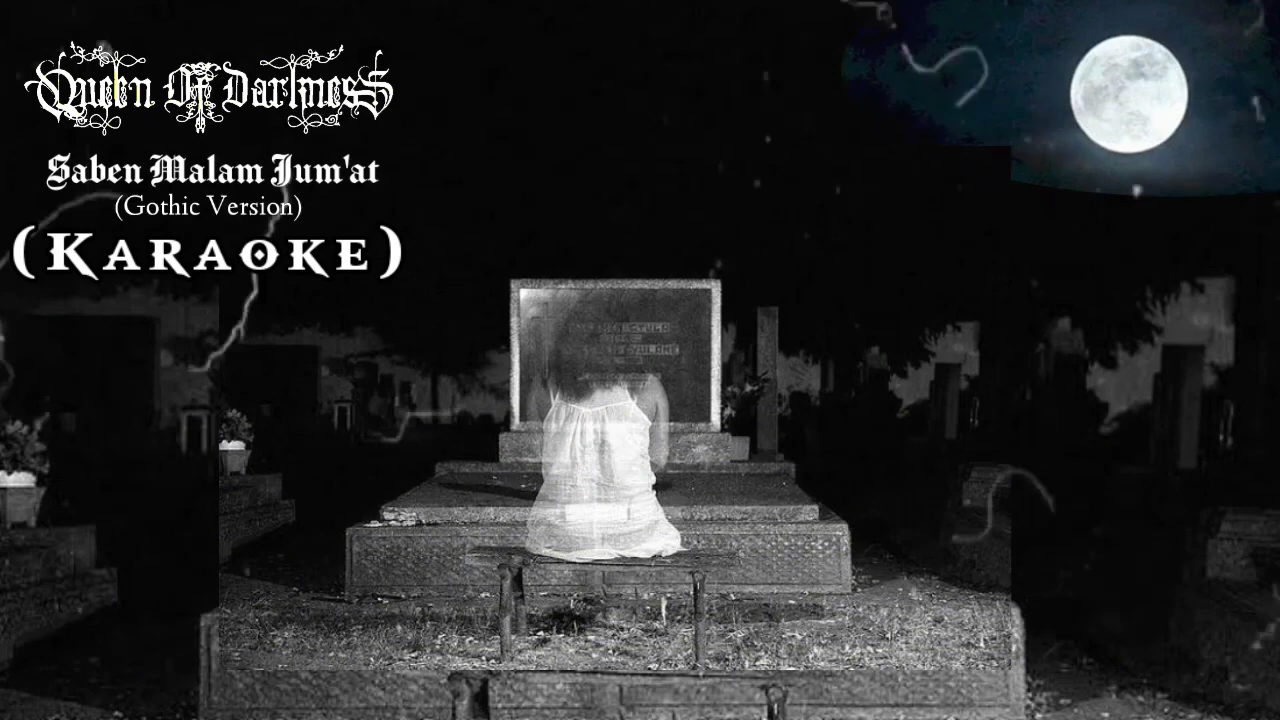 Queen Of Darkness
Saben Malam Jum'at
(Gothic Version)
(KARAOKE)